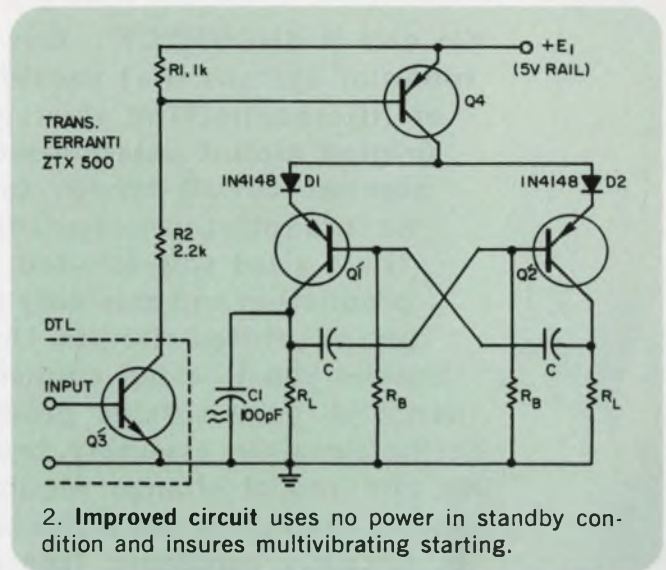 +E1
(5V RAIL)
R1, 1k
Q4
TRANS.
FERRANTI
ZTX 500
IN4148 D1
IN4148 D2
R2
2.2k
Q1'
Q2'
DTL
INPUT
C
C
C1
100pF
RL
RB
RB
RL
Q3'
2. Improved circuit uses no power in standby con-
dition and insures multivibrating starting.